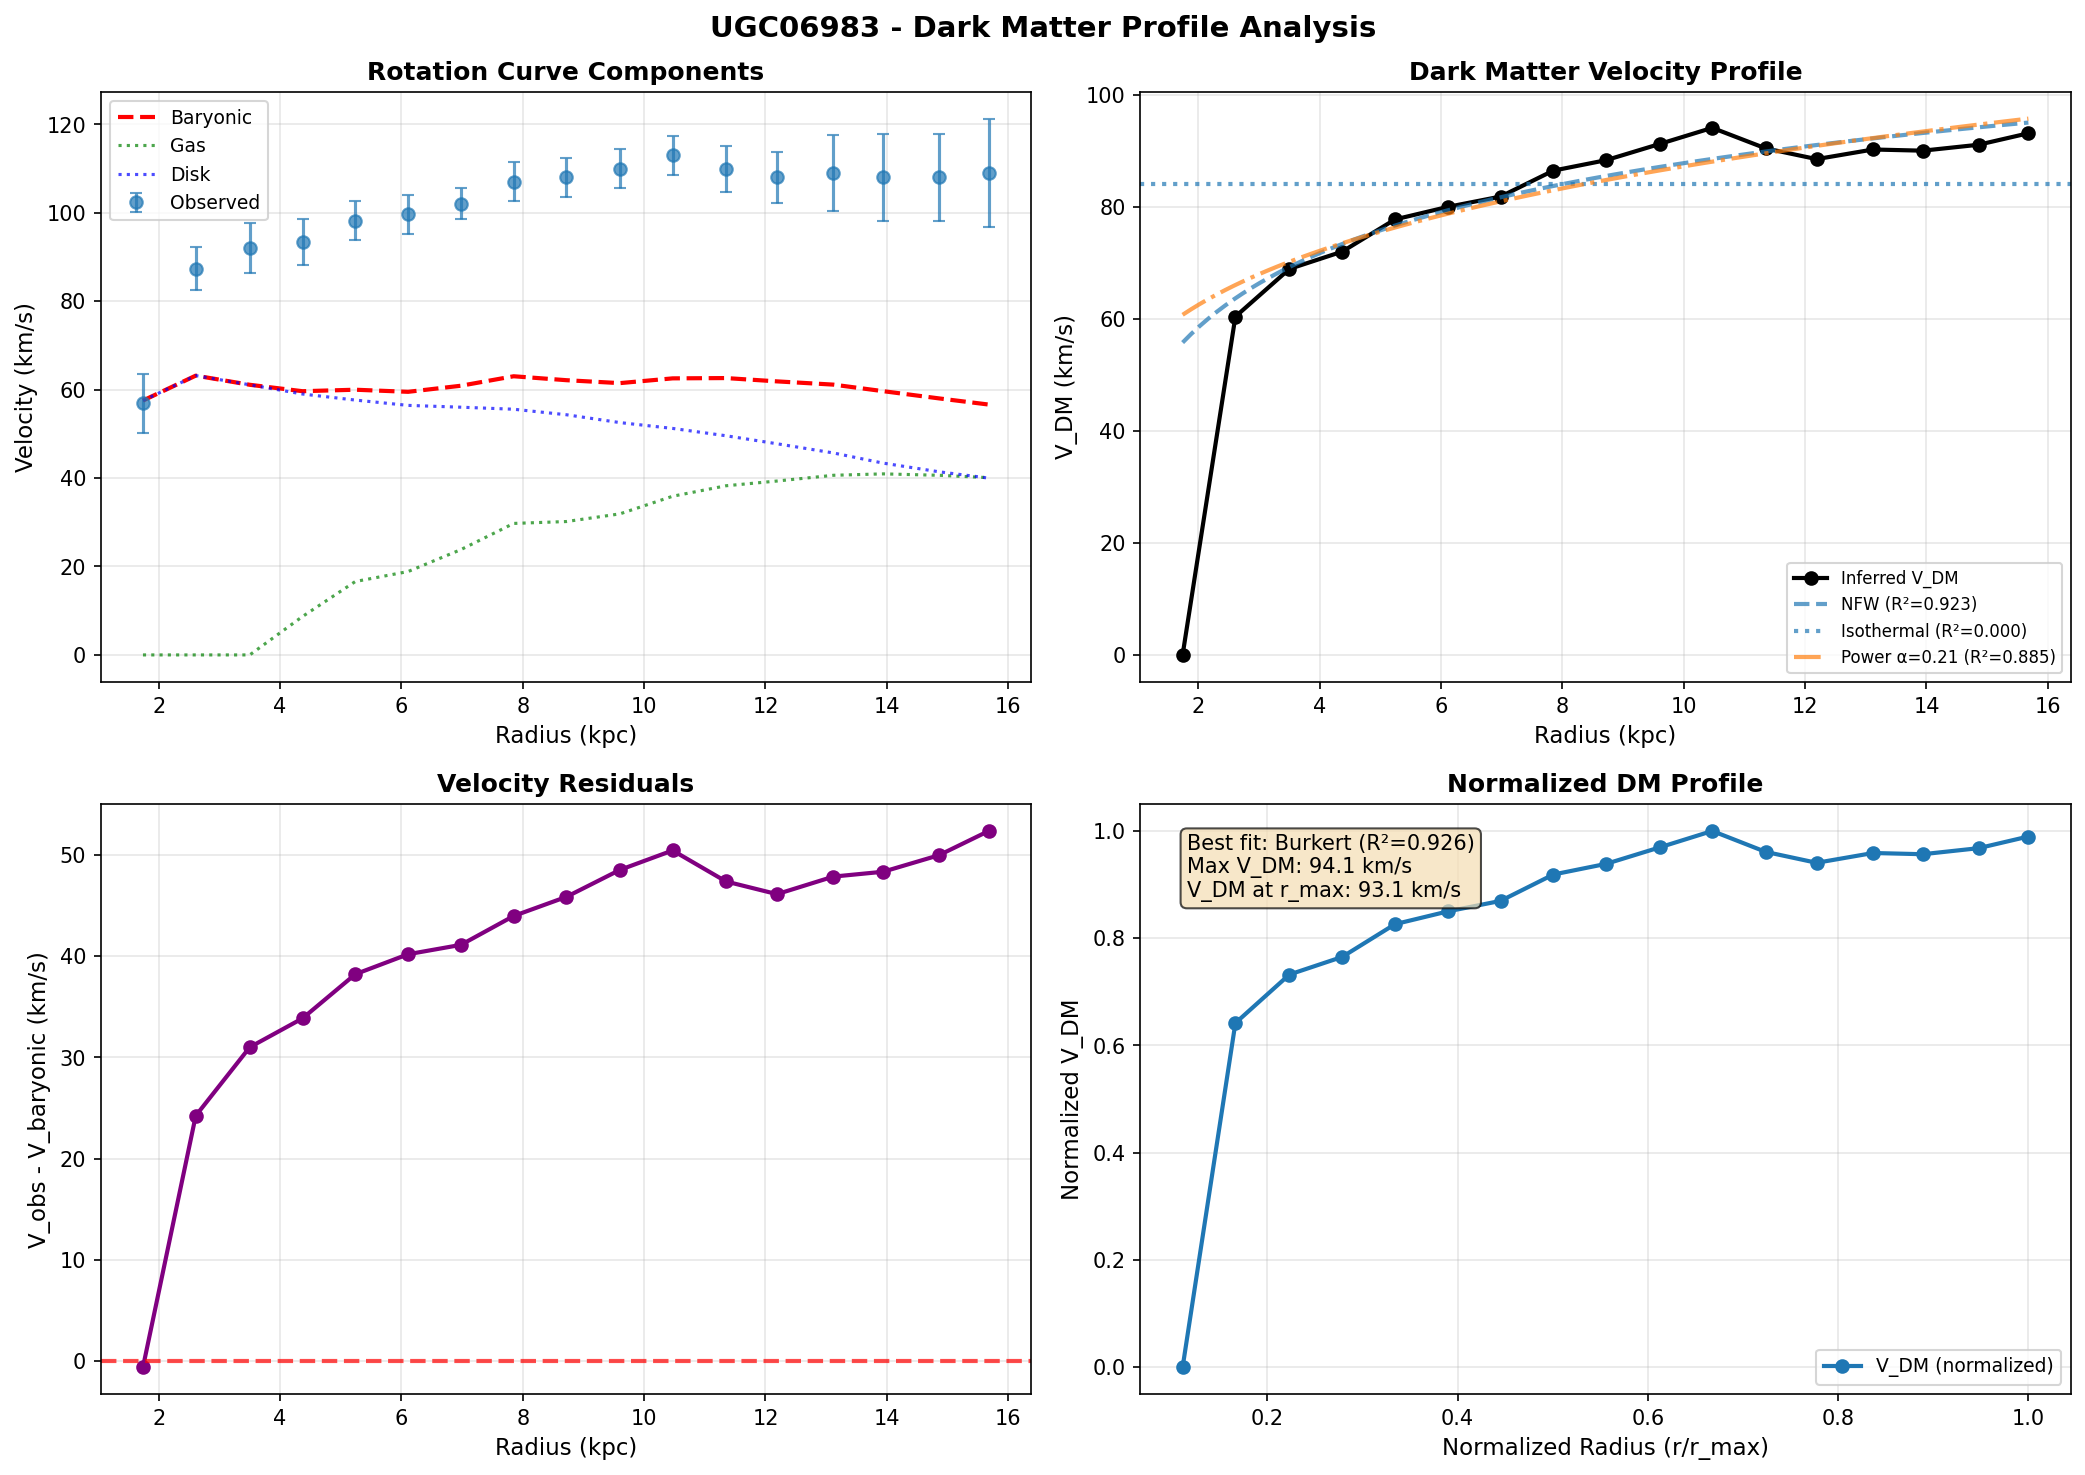 UGC06983 - Dark Matter Profile Analysis
Rotation Curve Components
Velocity (km/s)
120
100
80
60
40
20
0
Baryonic
Gas
Disk
Observed
2
4
6
8
10
12
14
16
Radius (kpc)
Dark Matter Velocity Profile
V_DM (km/s)
100
80
60
40
20
0
Inferred V_DM
NFW (R²=0.923)
Isothermal (R²=0.000)
Power α=0.21 (R²=0.885)
2
4
6
8
10
12
14
16
Radius (kpc)
Velocity Residuals
V_obs - V_baryonic (km/s)
50
40
30
20
10
0
2
4
6
8
10
12
14
16
Radius (kpc)
Normalized DM Profile
Normalized V_DM
1.0
0.8
0.6
0.4
0.2
0.0
Best fit: Burkert (R²=0.926)
Max V_DM: 94.1 km/s
V_DM at r_max: 93.1 km/s
V_DM (normalized)
0.2
0.4
0.6
0.8
1.0
Normalized Radius (r/r_max)